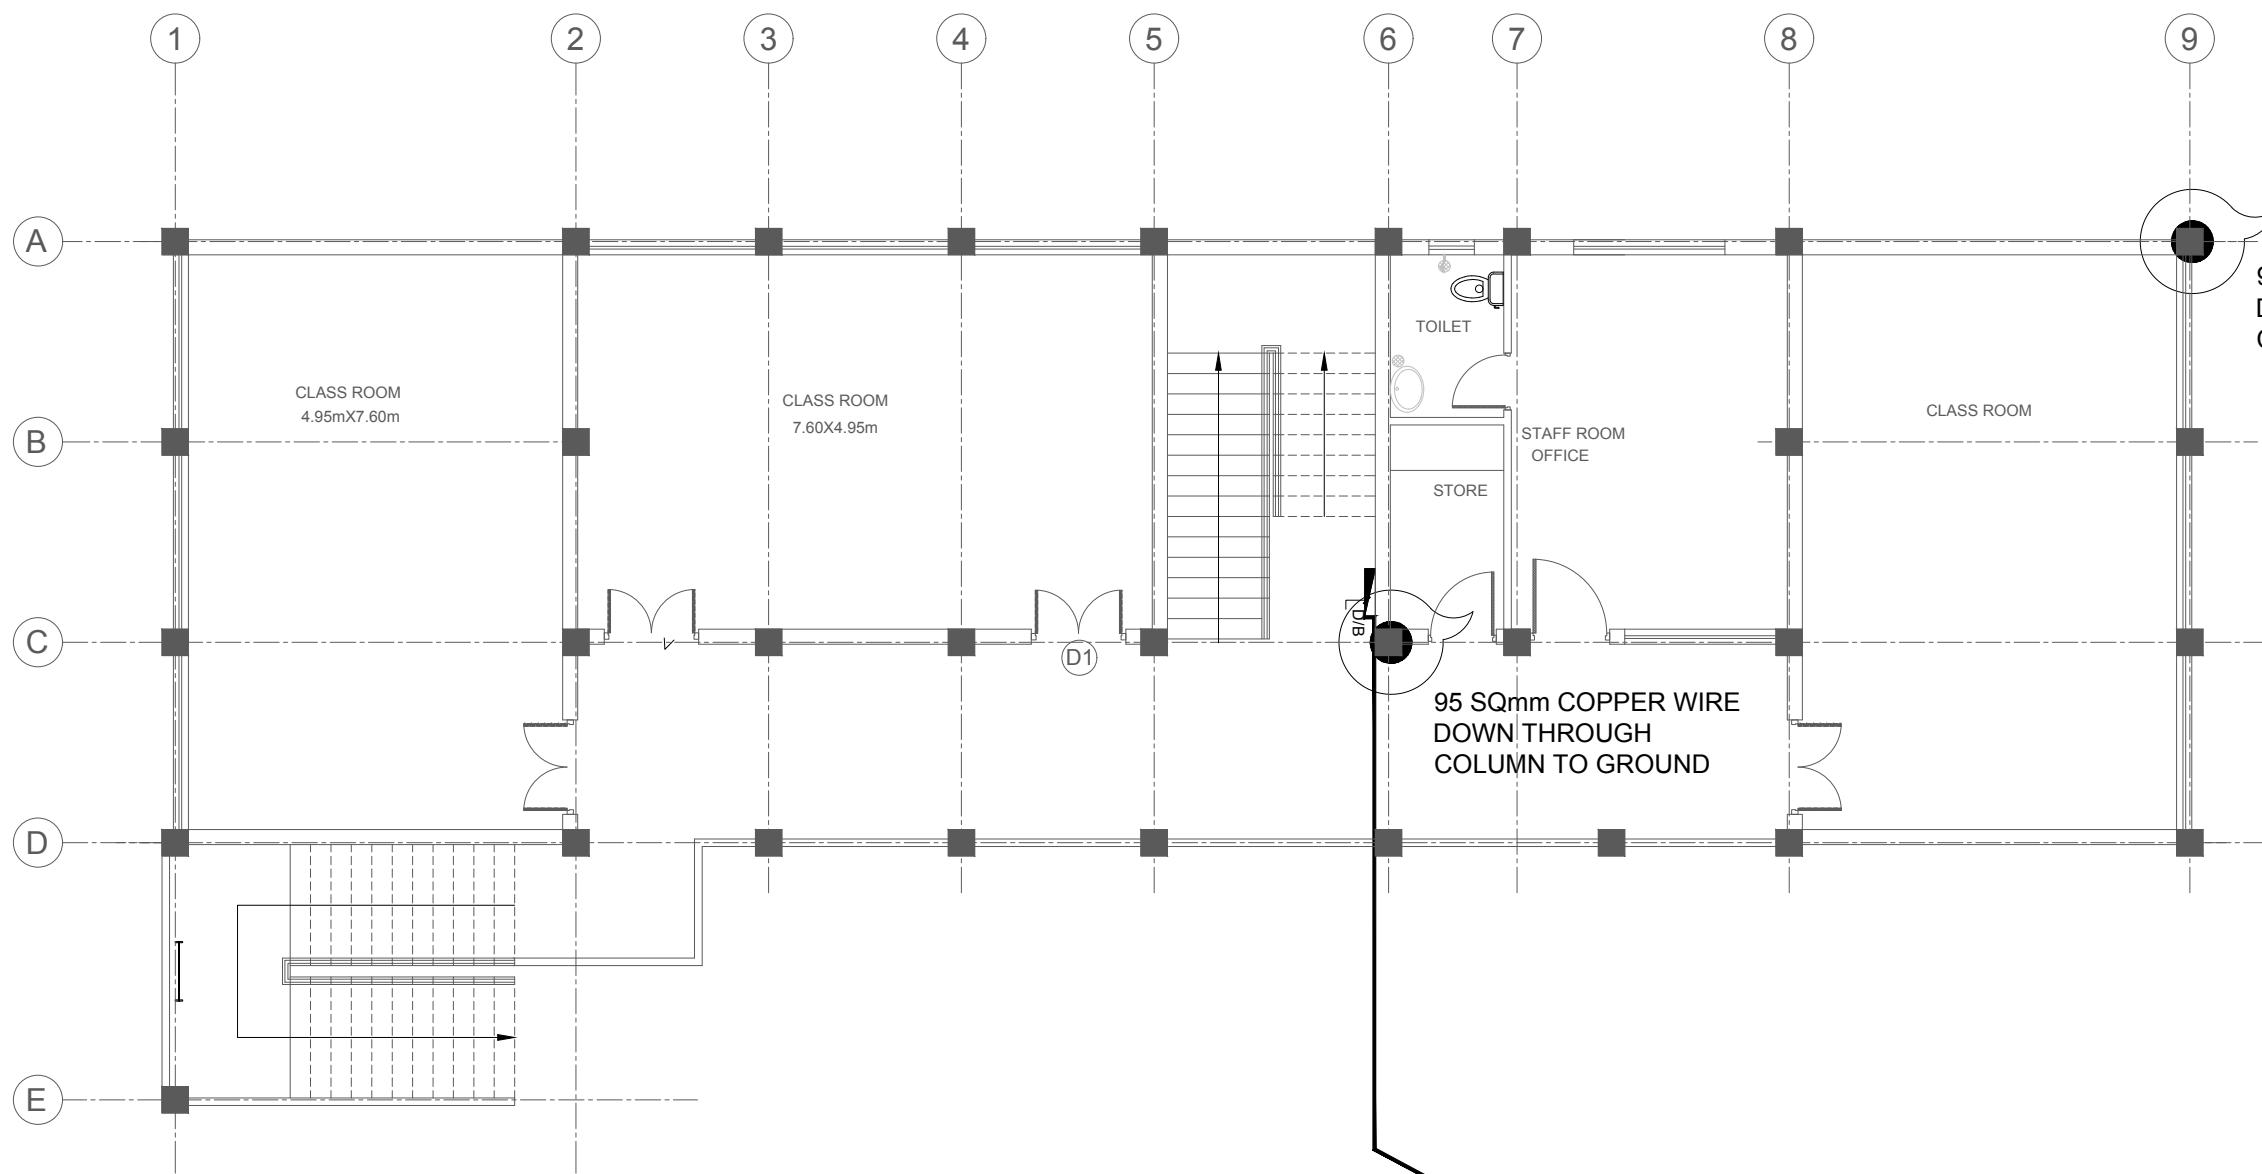 1
2
3
4
5
6
7
8
9
A
B
C
D
E
CLASS ROOM
4.95mX7.60m
CLASS ROOM
7.60X4.95m
TOILET
STAFF ROOM
OFFICE
STORE
CLASS ROOM
D/B
D1
95 SQmm COPPER WIRE
DOWN THROUGH
COLUMN TO GROUND